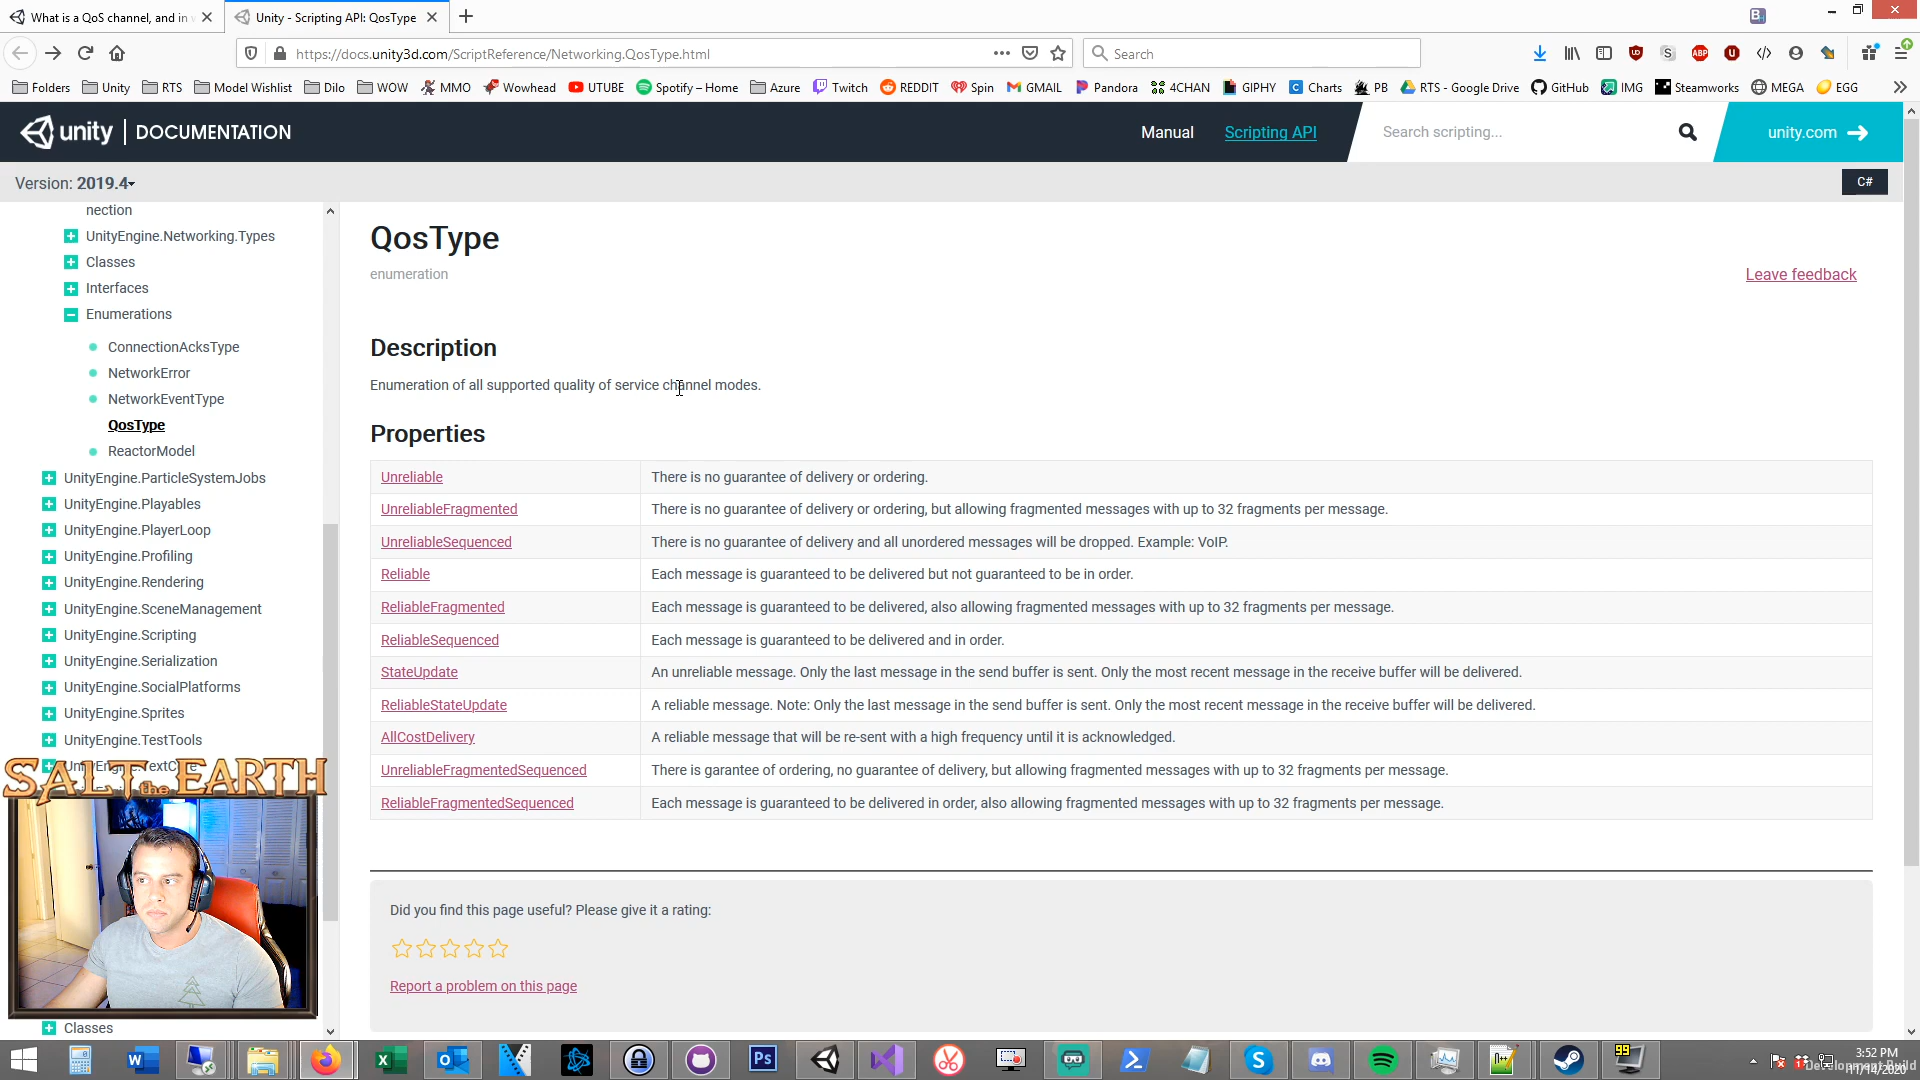 What is a QoS channel, and in w
Unity - Scripting API: QosType
https://docs.unity3d.com/ScriptReference/Networking.QosType.html
Search
Folders Unity RTS Model Wishlist Dilo WOW MMO Wowhead UTUBE Spotify – Home Azure Twitch REDDIT Spin GMAIL Pandora 4CHAN GIPHY Charts PB RTS - Google Drive GitHub IMG Steamworks MEGA EGG
unity | DOCUMENTATION
Manual Scripting API Search scripting... unity.com
Version: 2019.4
C#
nection
UnityEngine.Networking.Types
Classes
Interfaces
Enumerations
ConnectionAcksType
NetworkError
NetworkEventType
QosType
ReactorModel
UnityEngine.ParticleSystemJobs
UnityEngine.Playables
UnityEngine.PlayerLoop
UnityEngine.Profiling
UnityEngine.Rendering
UnityEngine.SceneManagement
UnityEngine.Scripting
UnityEngine.Serialization
UnityEngine.SocialPlatforms
UnityEngine.Sprites
UnityEngine.TestTools
SALT of the EARTH
Classes
QosType
enumeration
Leave feedback
Description
Enumeration of all supported quality of service channel modes.
Properties
Unreliable There is no guarantee of delivery or ordering.
UnreliableFragmented There is no guarantee of delivery or ordering, but allowing fragmented messages with up to 32 fragments per message.
UnreliableSequenced There is no guarantee of delivery and all unordered messages will be dropped. Example: VoIP.
Reliable Each message is guaranteed to be delivered but not guaranteed to be in order.
ReliableFragmented Each message is guaranteed to be delivered, also allowing fragmented messages with up to 32 fragments per message.
ReliableSequenced Each message is guaranteed to be delivered and in order.
StateUpdate An unreliable message. Only the last message in the send buffer is sent. Only the most recent message in the receive buffer will be delivered.
ReliableStateUpdate A reliable message. Note: Only the last message in the send buffer is sent. Only the most recent message in the receive buffer will be delivered.
AllCostDelivery A reliable message that will be re-sent with a high frequency until it is acknowledged.
UnreliableFragmentedSequenced There is garantee of ordering, no guarantee of delivery, but allowing fragmented messages with up to 32 fragments per message.
ReliableFragmentedSequenced Each message is guaranteed to be delivered in order, also allowing fragmented messages with up to 32 fragments per message.
Did you find this page useful? Please give it a rating:
Report a problem on this page
99
3:52 PM
11/14/2020
Development Build